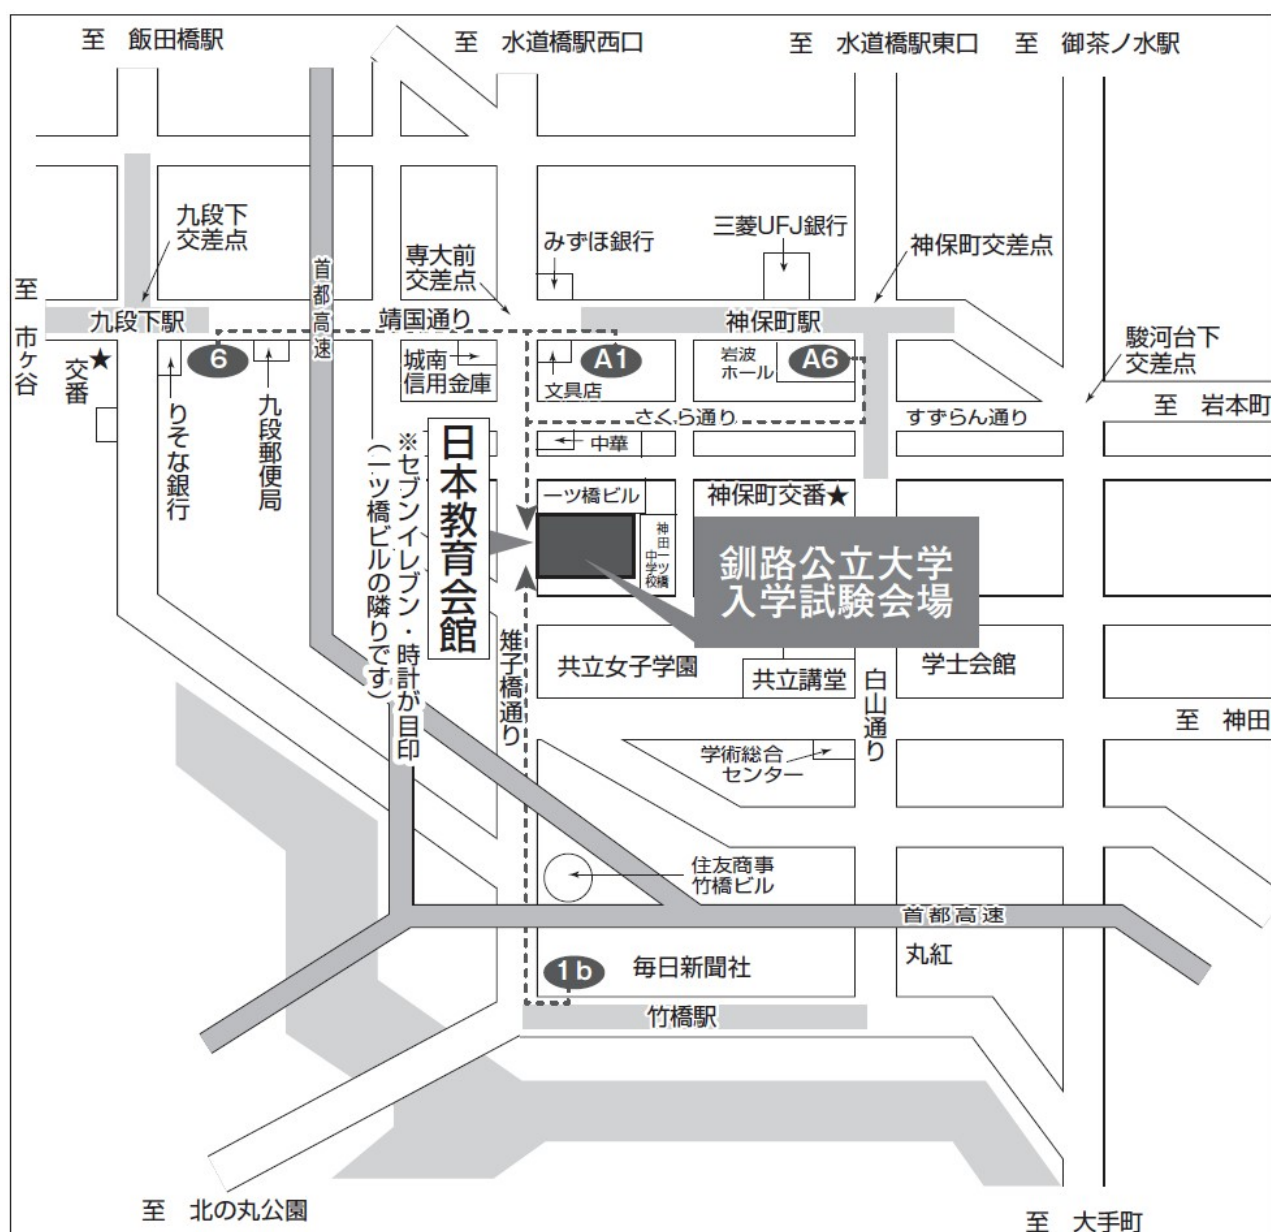 至 飯田橋駅
至 水道橋駅西口
至 水道橋駅東口
至 御茶ノ水駅
九段下
交差点
首都高速
専大前
交差点
みずほ銀行
三菱UFJ銀行
神保町交差点
至 市ヶ谷
九段下駅
靖国通り
神保町駅
駿河台下
交差点
交番★
6
城南
信用金庫
文具店
A1
岩波
ホール
A6
至 岩本町
りそな銀行
九段郵便局
さくら通り
すずらん通り
中華
日本教育会館
※セブンイレブン・時計が目印
(一ツ橋ビルの隣りです)
一ツ橋ビル
神保町交番★
神田一ツ橋
中学校
釧路公立大学
入学試験会場
雉子橋通り
共立女子学園
共立講堂
白山通り
学士会館
至 神田
学術総合
センター
住友商事
竹橋ビル
首都高速
丸紅
1b
毎日新聞社
竹橋駅
至 北の丸公園
至 大手町